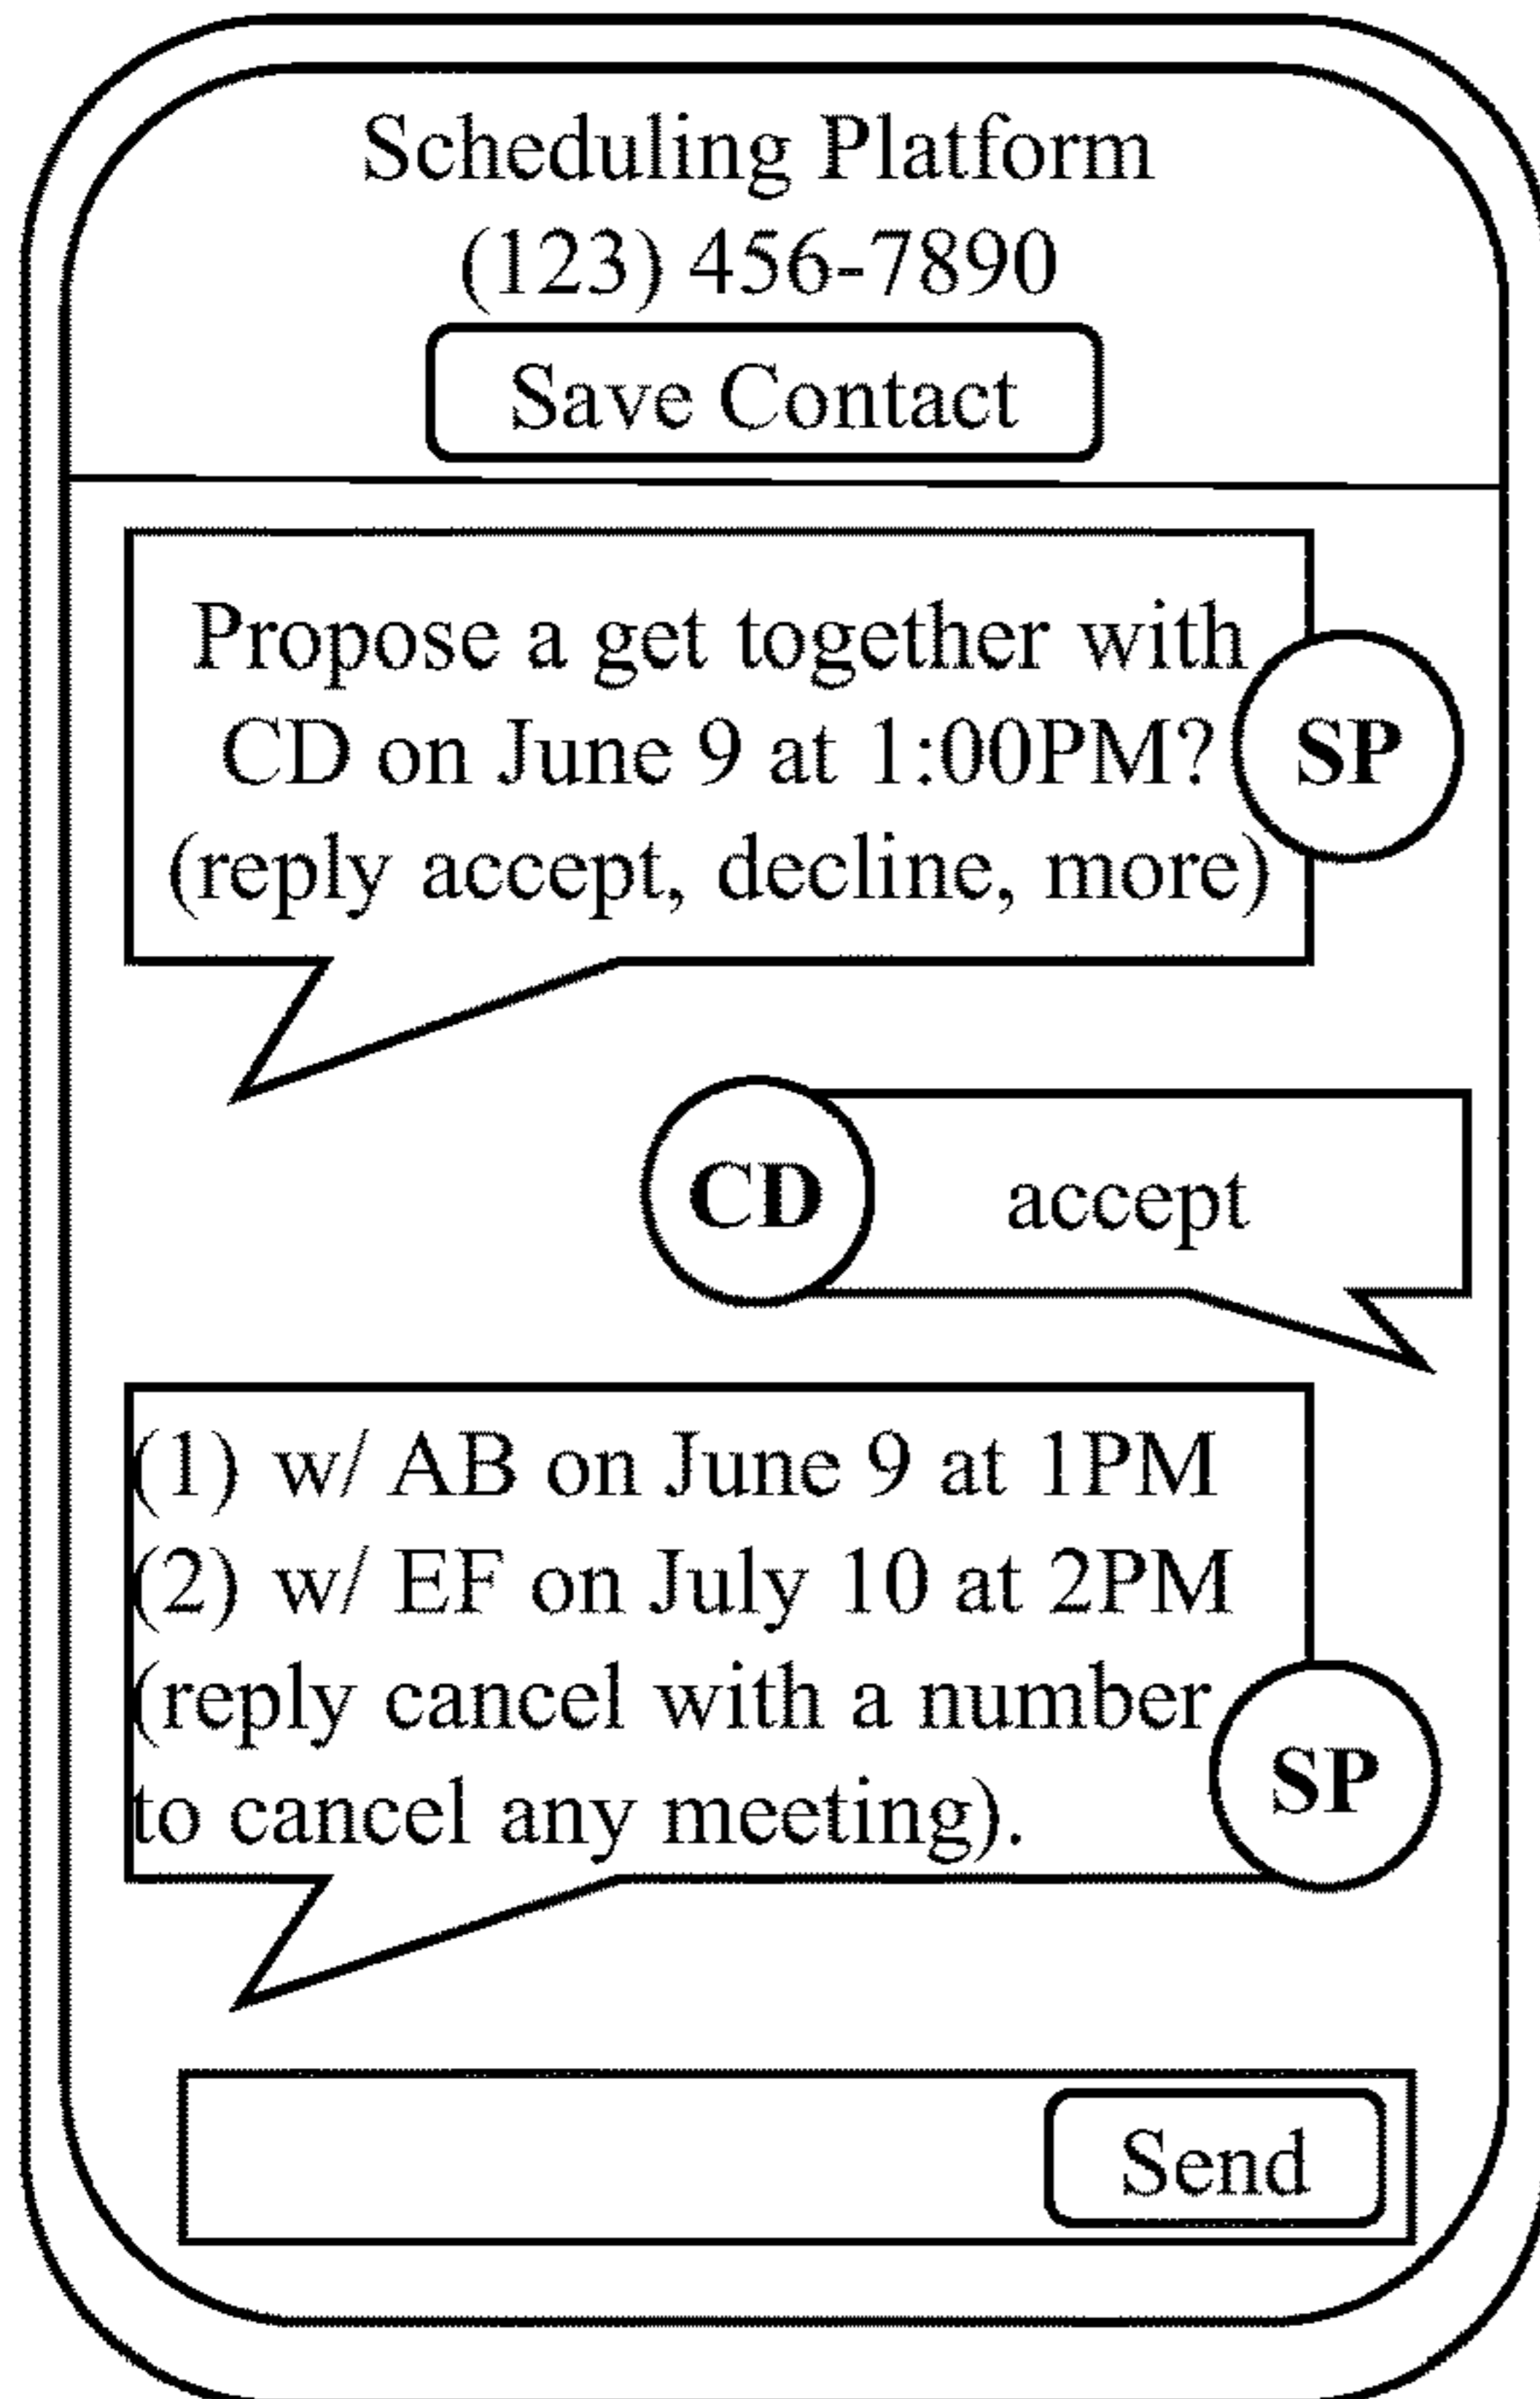 Scheduling Platform
(123) 456-7890
Save Contact
Propose a get together with
CD on June 9 at 1:00PM?
(reply accept, decline, more)
SP
CD
accept
(1) w/ AB on June 9 at 1PM
(2) w/ EF on July 10 at 2PM
(reply cancel with a number
to cancel any meeting).
SP
Send